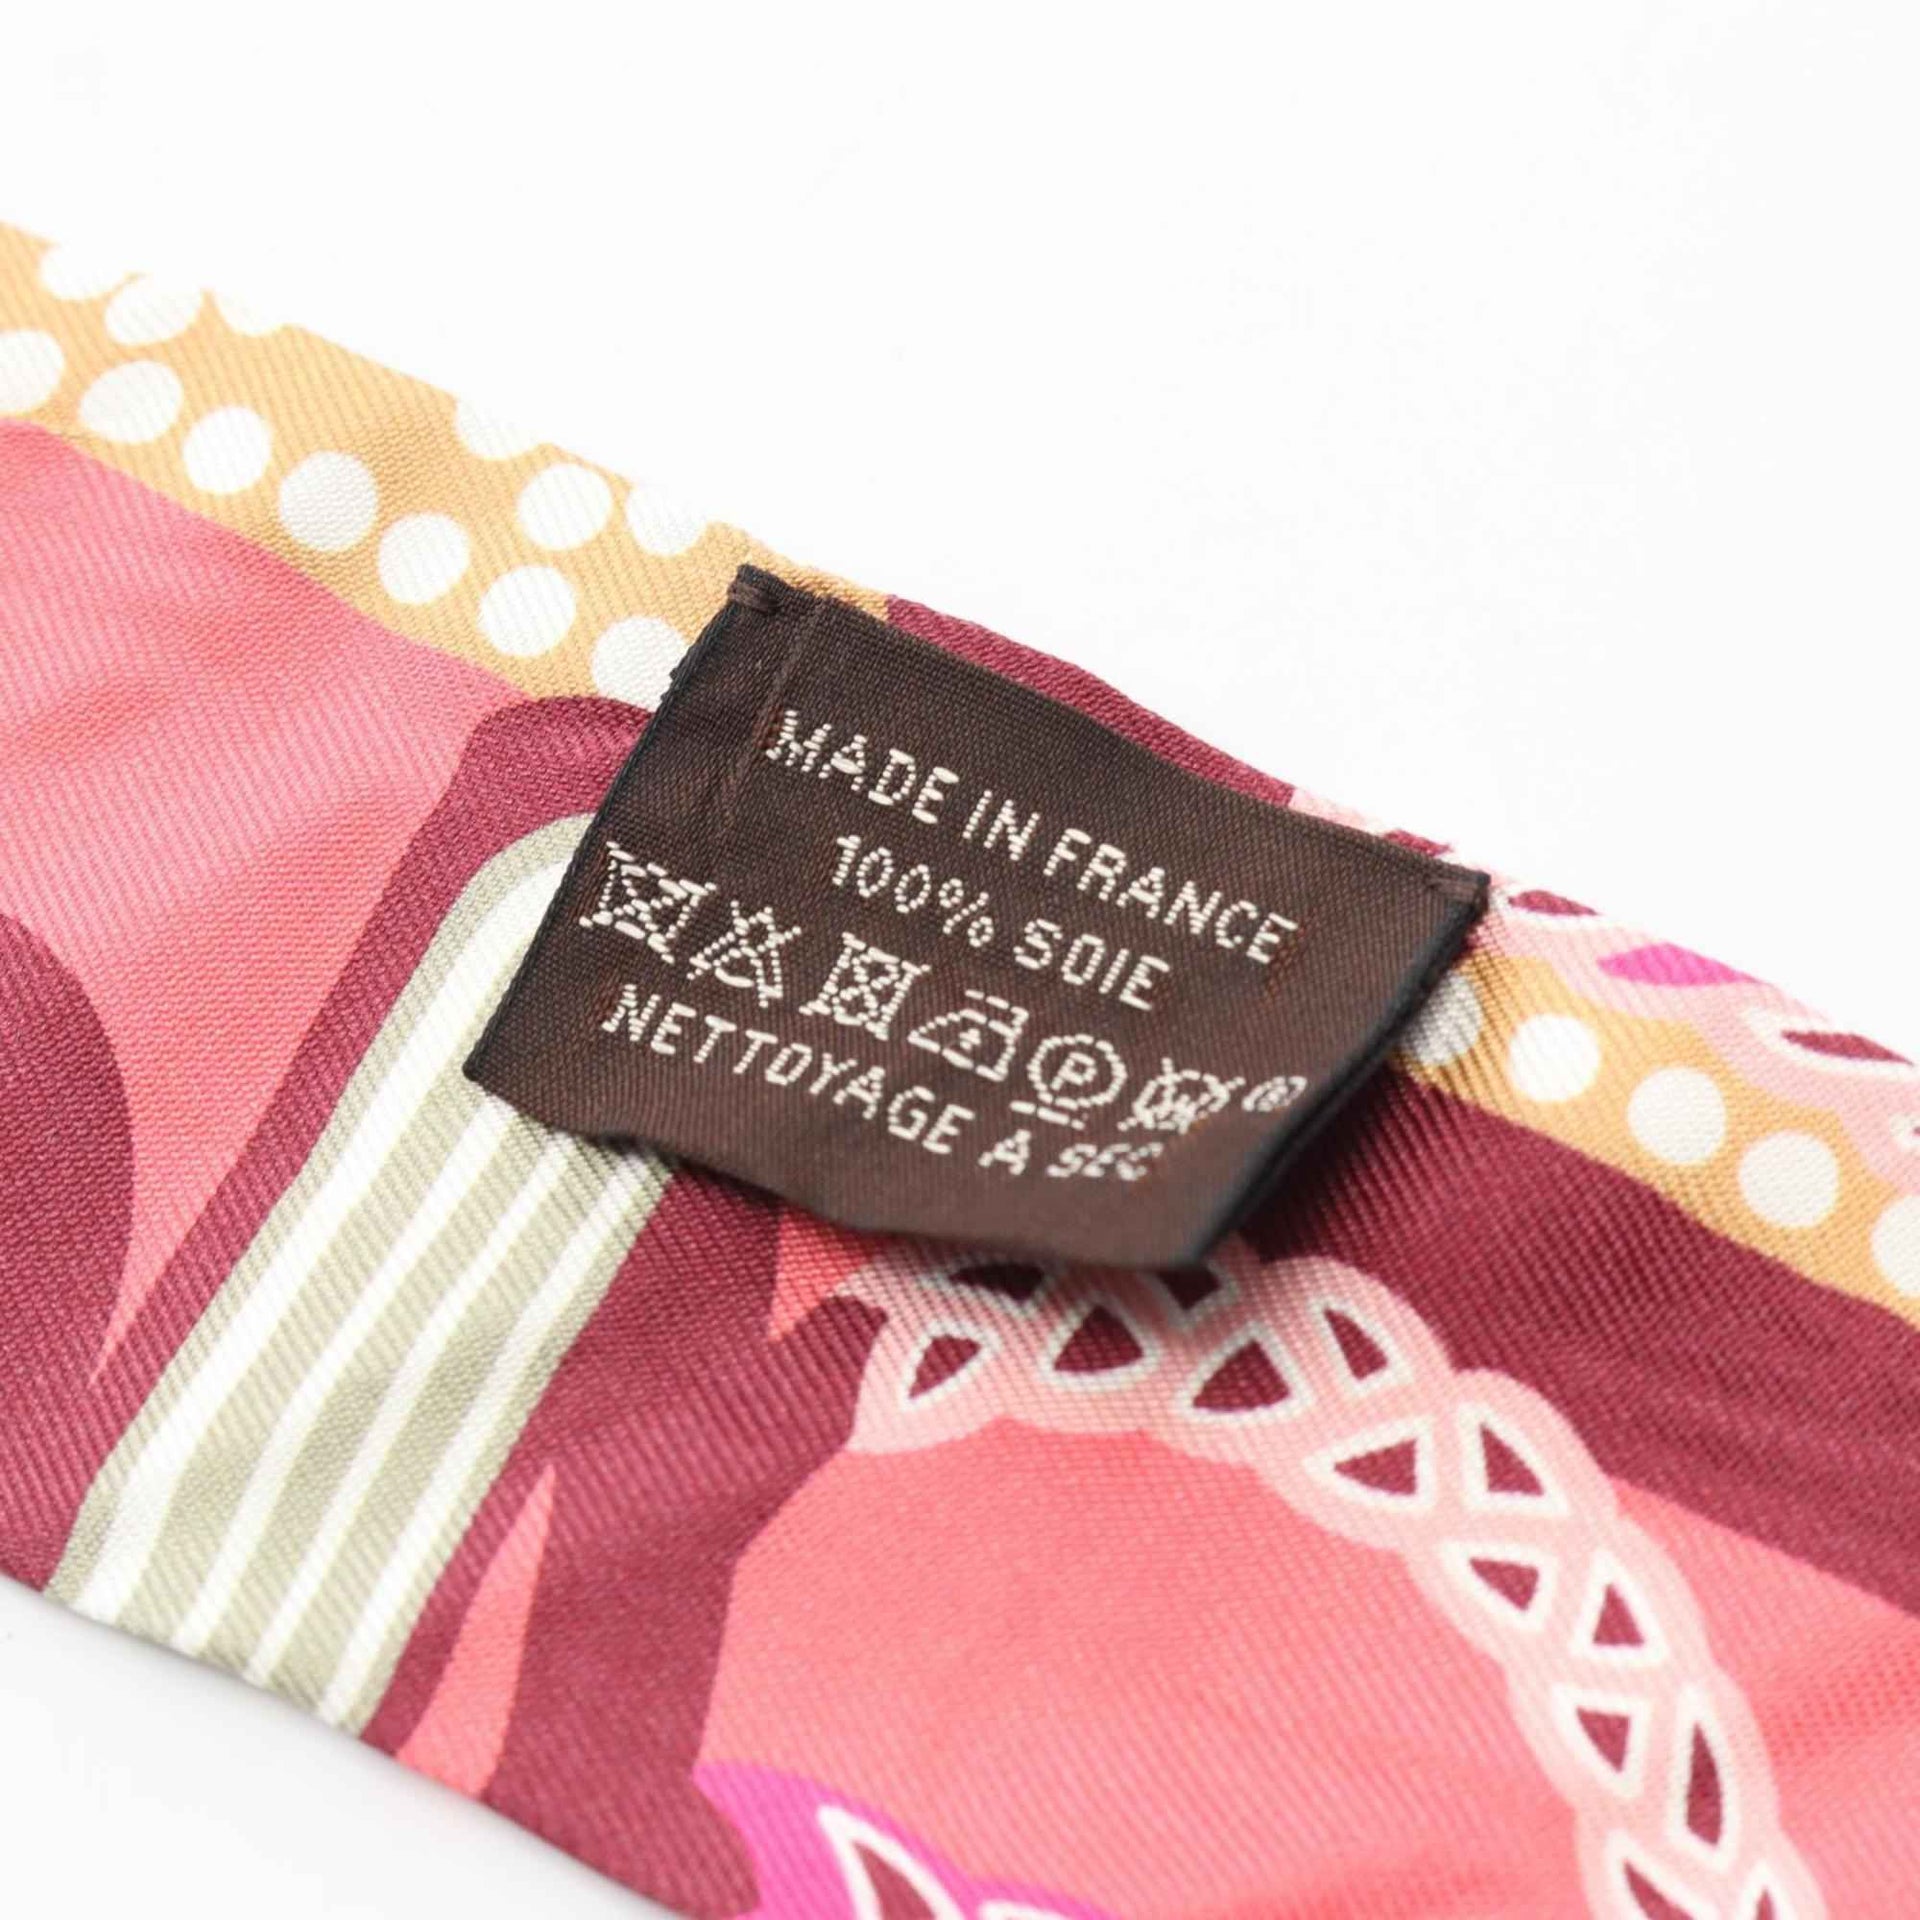 MADE IN FRANCE
100% SOIE
P W ®
NETTOYAGE A SEC